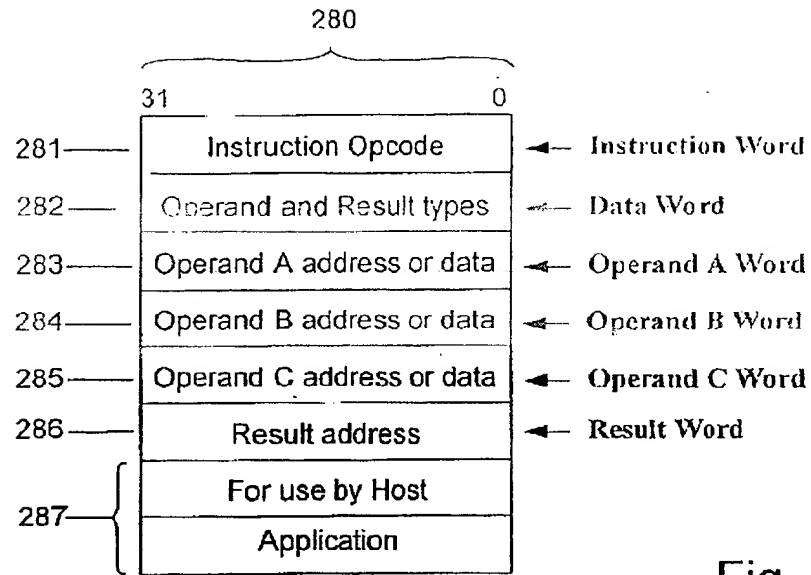 280
31 0
281 Instruction Opcode Instruction Word
282 Operand and Result types Data Word
283 Operand A address or data Operand A Word
284 Operand B address or data Operand B Word
285 Operand C address or data Operand C Word
286 Result address Result Word
For use by Host
287
Application
Fig